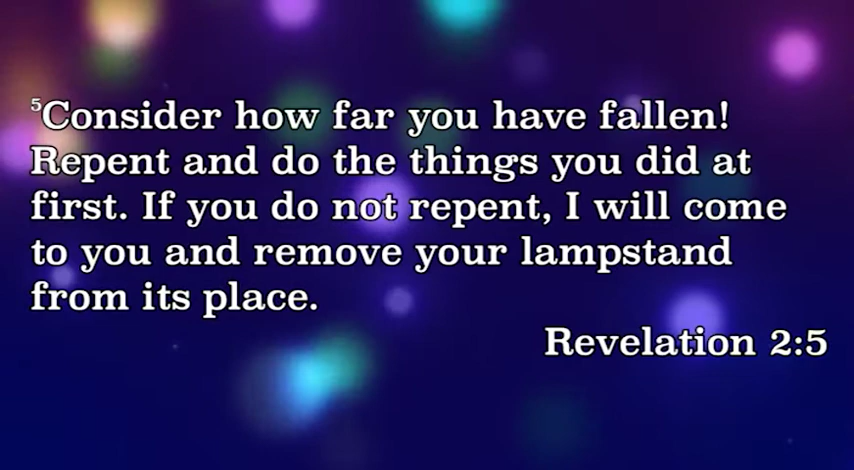 ⁵Consider how far you have fallen!
Repent and do the things you did at
first. If you do not repent, I will come
to you and remove your lampstand
from its place.
Revelation 2:5